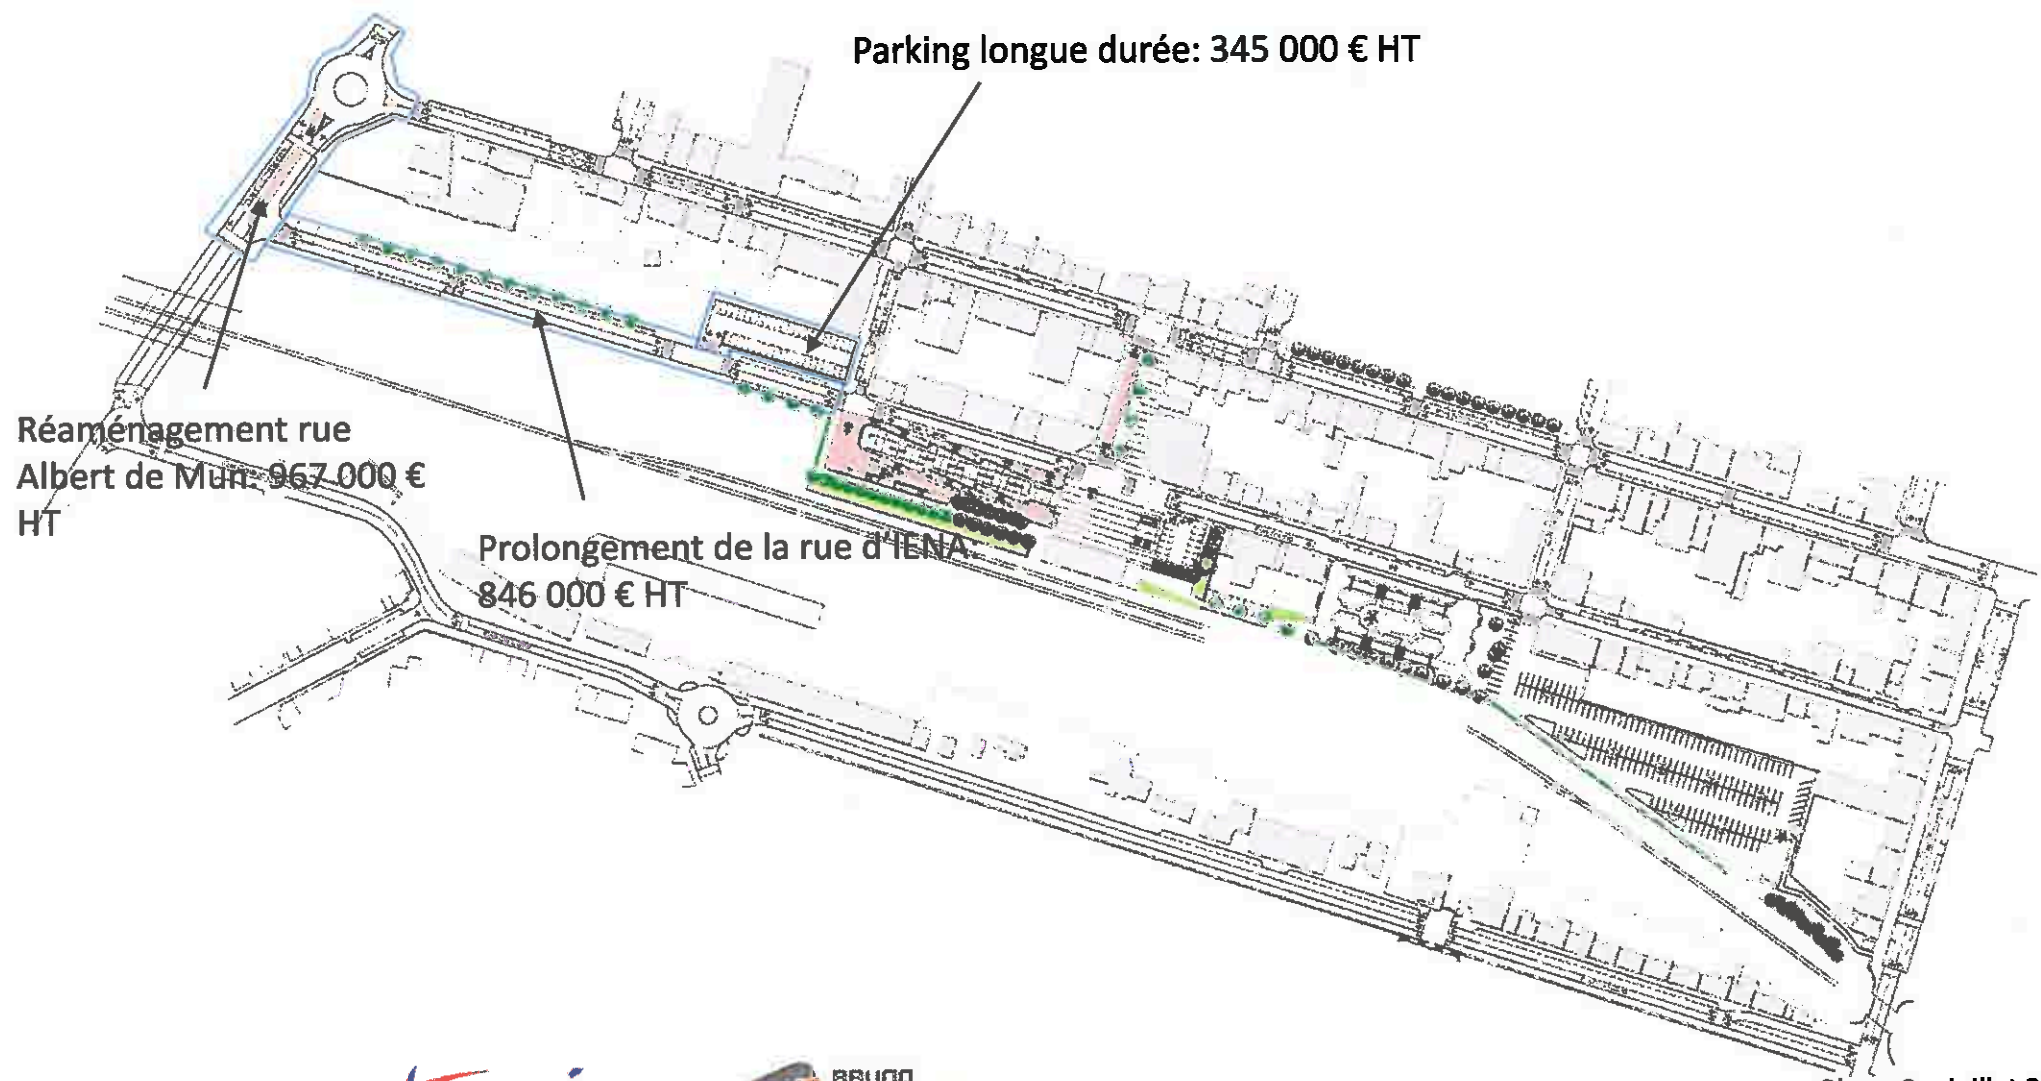 Parking longue durée: 345 000 € HT
Réaménagement rue
Albert de Mun: 967 000 €
HT
Prolongement de la rue d'IENA:
846 000 € HT